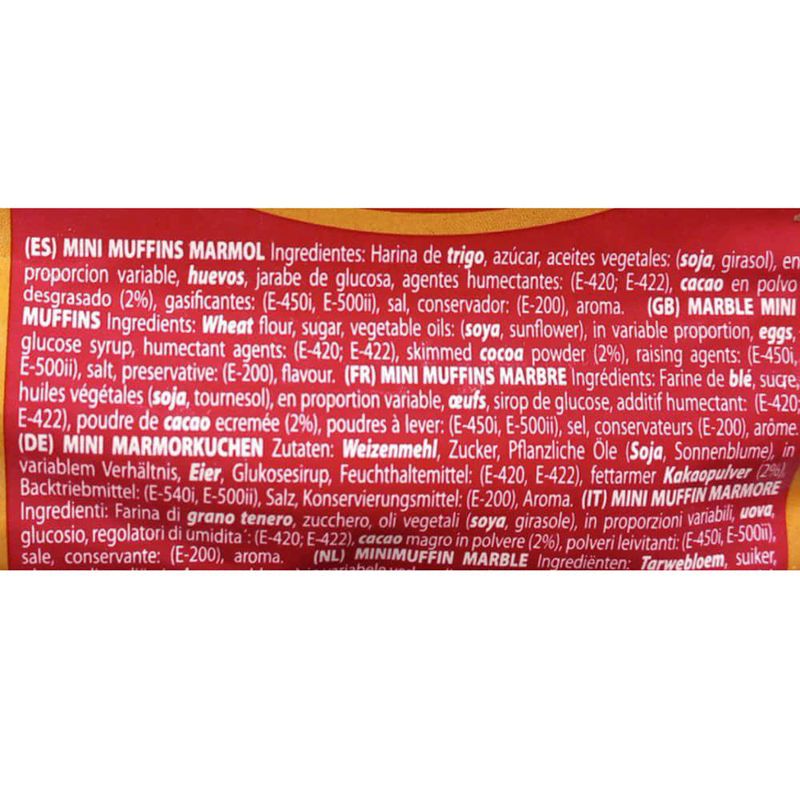 (ES) MINI MUFFINS MARMOL Ingredientes: Harina de trigo, azúcar, aceites vegetales: (soja, girasol), en
proporcion variable, huevos, jarabe de glucosa, agentes humectantes: (E-420; E-422), cacao en polvo
desgrasado (2%), gasificantes: (E-450i, E-500ii), sal, conservador: (E-200), aroma. (GB) MARBLE MINI
MUFFINS Ingredients: Wheat flour, sugar, vegetable oils: (soya, sunflower), in variable proportion, eggs,
glucose syrup, humectant agents: (E-420; E-422), skimmed cocoa powder (2%), raising agents: (E-450i,
E-500ii), salt, preservative: (E-200), flavour. (FR) MINI MUFFINS MARBRE Ingrédients: Farine de blé, sucre,
huiles végétales (soja, tournesol), en proportion variable, œufs, sirop de glucose, additif humectant: (E-420;
E-422), poudre de cacao ecremée (2%), poudres à lever: (E-450i, E-500ii), sel, conservateurs (E-200), arôme.
(DE) MINI MARMORKUCHEN Zutaten: Weizenmehl, Zucker, Pflanzliche Öle (Soja, Sonnenblume), in
variablem Verhältnis, Eier, Glukosesirup, Feuchthaltemittel: (E-420, E-422), fettarmer Kakaopulver (2%),
Backtriebmittel: (E-540i, E-500ii), Salz, Konservierungsmittel: (E-200), Aroma. (IT) MINI MUFFIN MARMORE
Ingredienti: Farina di grano tenero, zucchero, oli vegetali (soya, girasole), in proporzioni variabili, uova,
glucosio, regolatori di umidita´: (E-420; E-422), cacao magro in polvere (2%), polveri leivitanti: (E-450i, E-500ii),
sale, conservante: (E-200), aroma. (NL) MINIMUFFIN MARBLE Ingrediënten: Tarwebloem, suiker,